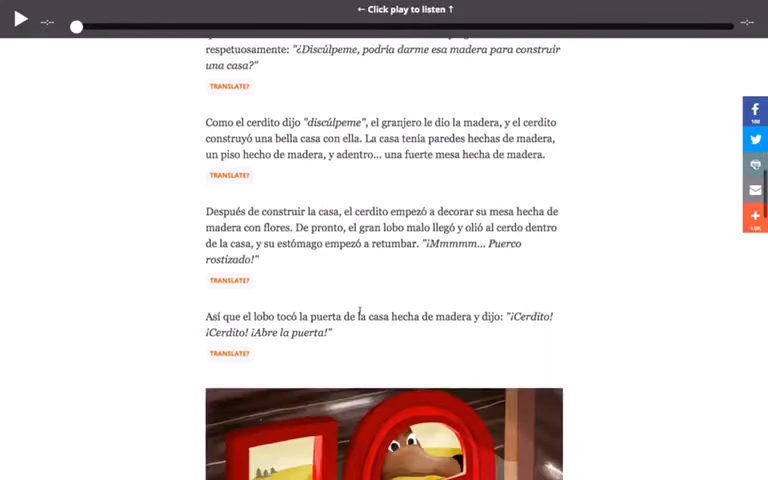 ← Click play to listen ↑
--:--
--:--
respetuosamente: "¿Discúlpeme, podría darme esa madera para construir
una casa?"
TRANSLATE?
Como el cerdito dijo "discúlpeme", el granjero le dio la madera, y el cerdito
construyó una bella casa con ella. La casa tenía paredes hechas de madera,
un piso hecho de madera, y adentro... una fuerte mesa hecha de madera.
TRANSLATE?
Después de construir la casa, el cerdito empezó a decorar su mesa hecha de
madera con flores. De pronto, el gran lobo malo llegó y olió al cerdo dentro
de la casa, y su estómago empezó a retumbar. "¡Mmmmm... Puerco
rostizado!"
TRANSLATE?
Así que el lobo tocó la puerta de la casa hecha de madera y dijo: "¡Cerdito!
¡Cerdito! ¡Abre la puerta!"
TRANSLATE?